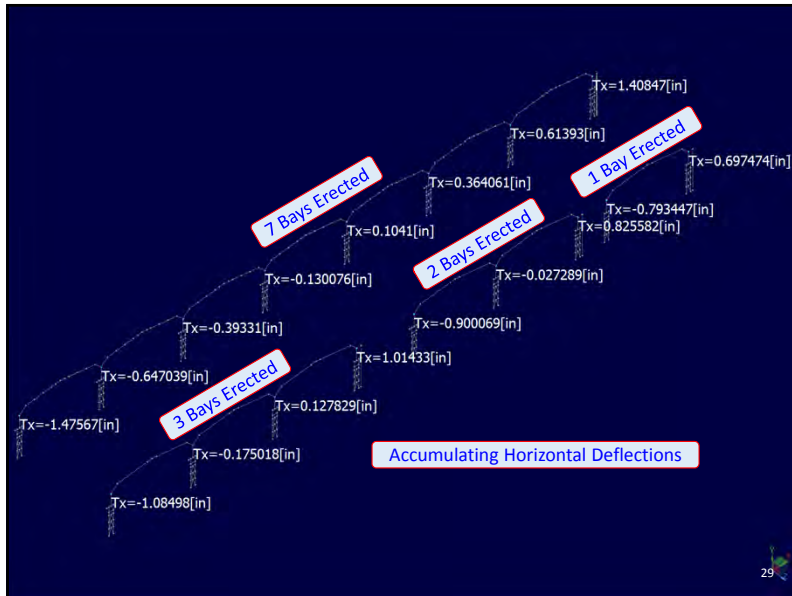 Tx=1.40847[in]
Tx=0.61393[in]
1 Bay Erected
Tx=0.697474[in]
7 Bays Erected
Tx=0.364061[in]
Tx=-0.793447[in]
Tx=0.1041[in]
2 Bays Erected
Tx=0.825582[in]
Tx=-0.130076[in]
Tx=-0.027289[in]
Tx=-0.39331[in]
Tx=-0.900069[in]
Tx=-0.647039[in]
3 Bays Erected
Tx=1.01433[in]
Tx=-1.47567[in]
Tx=0.127829[in]
Tx=-0.175018[in]
Accumulating Horizontal Deflections
Tx=-1.08498[in]
29